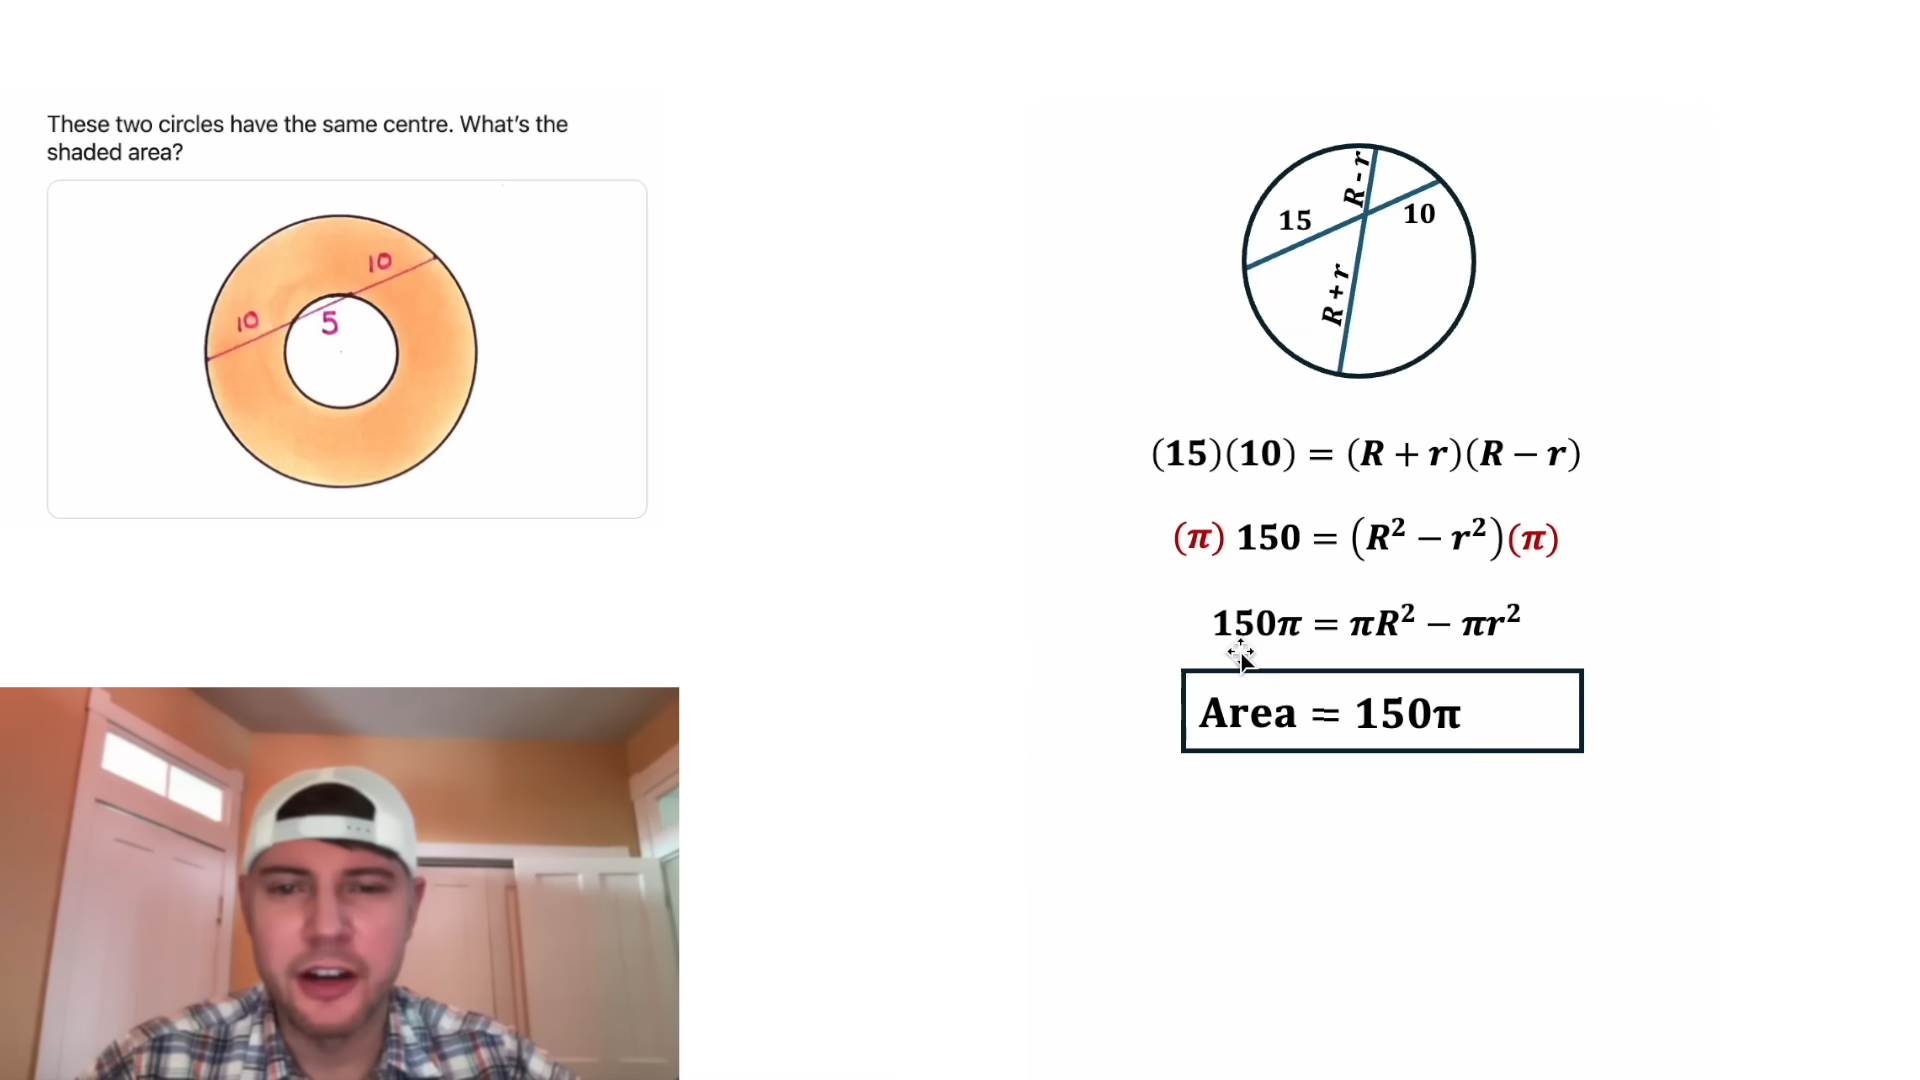 These two circles have the same centre. What's the
shaded area?
10
10
5
R - r
15
10
R + r
(15)(10) = (R + r)(R − r)
(π) 150 = (R² − r²)(π)
150π = πR² − πr²
Area = 150π